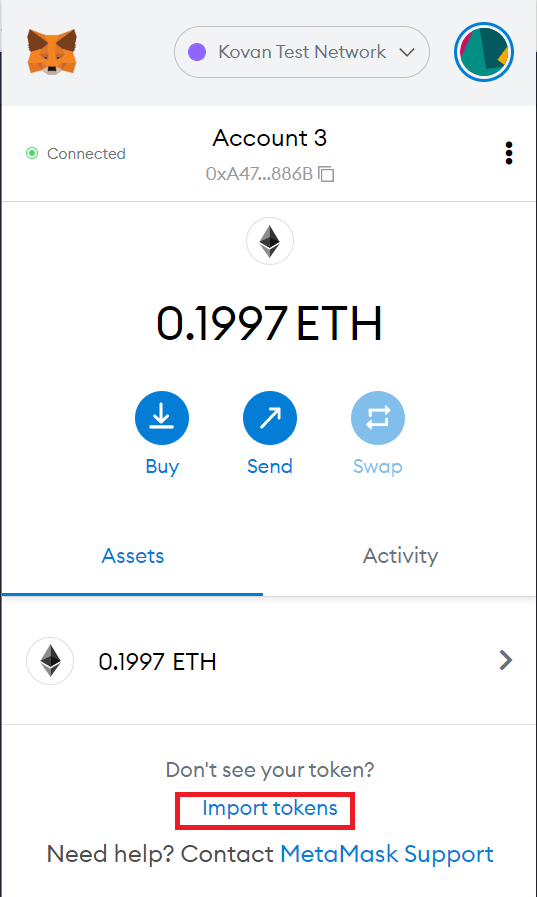 Kovan Test Network
Connected
Account 3
0xA47...886B
0.1997 ETH
Buy Send Swap
Assets Activity
0.1997 ETH
Don't see your token?
Import tokens
Need help? Contact MetaMask Support